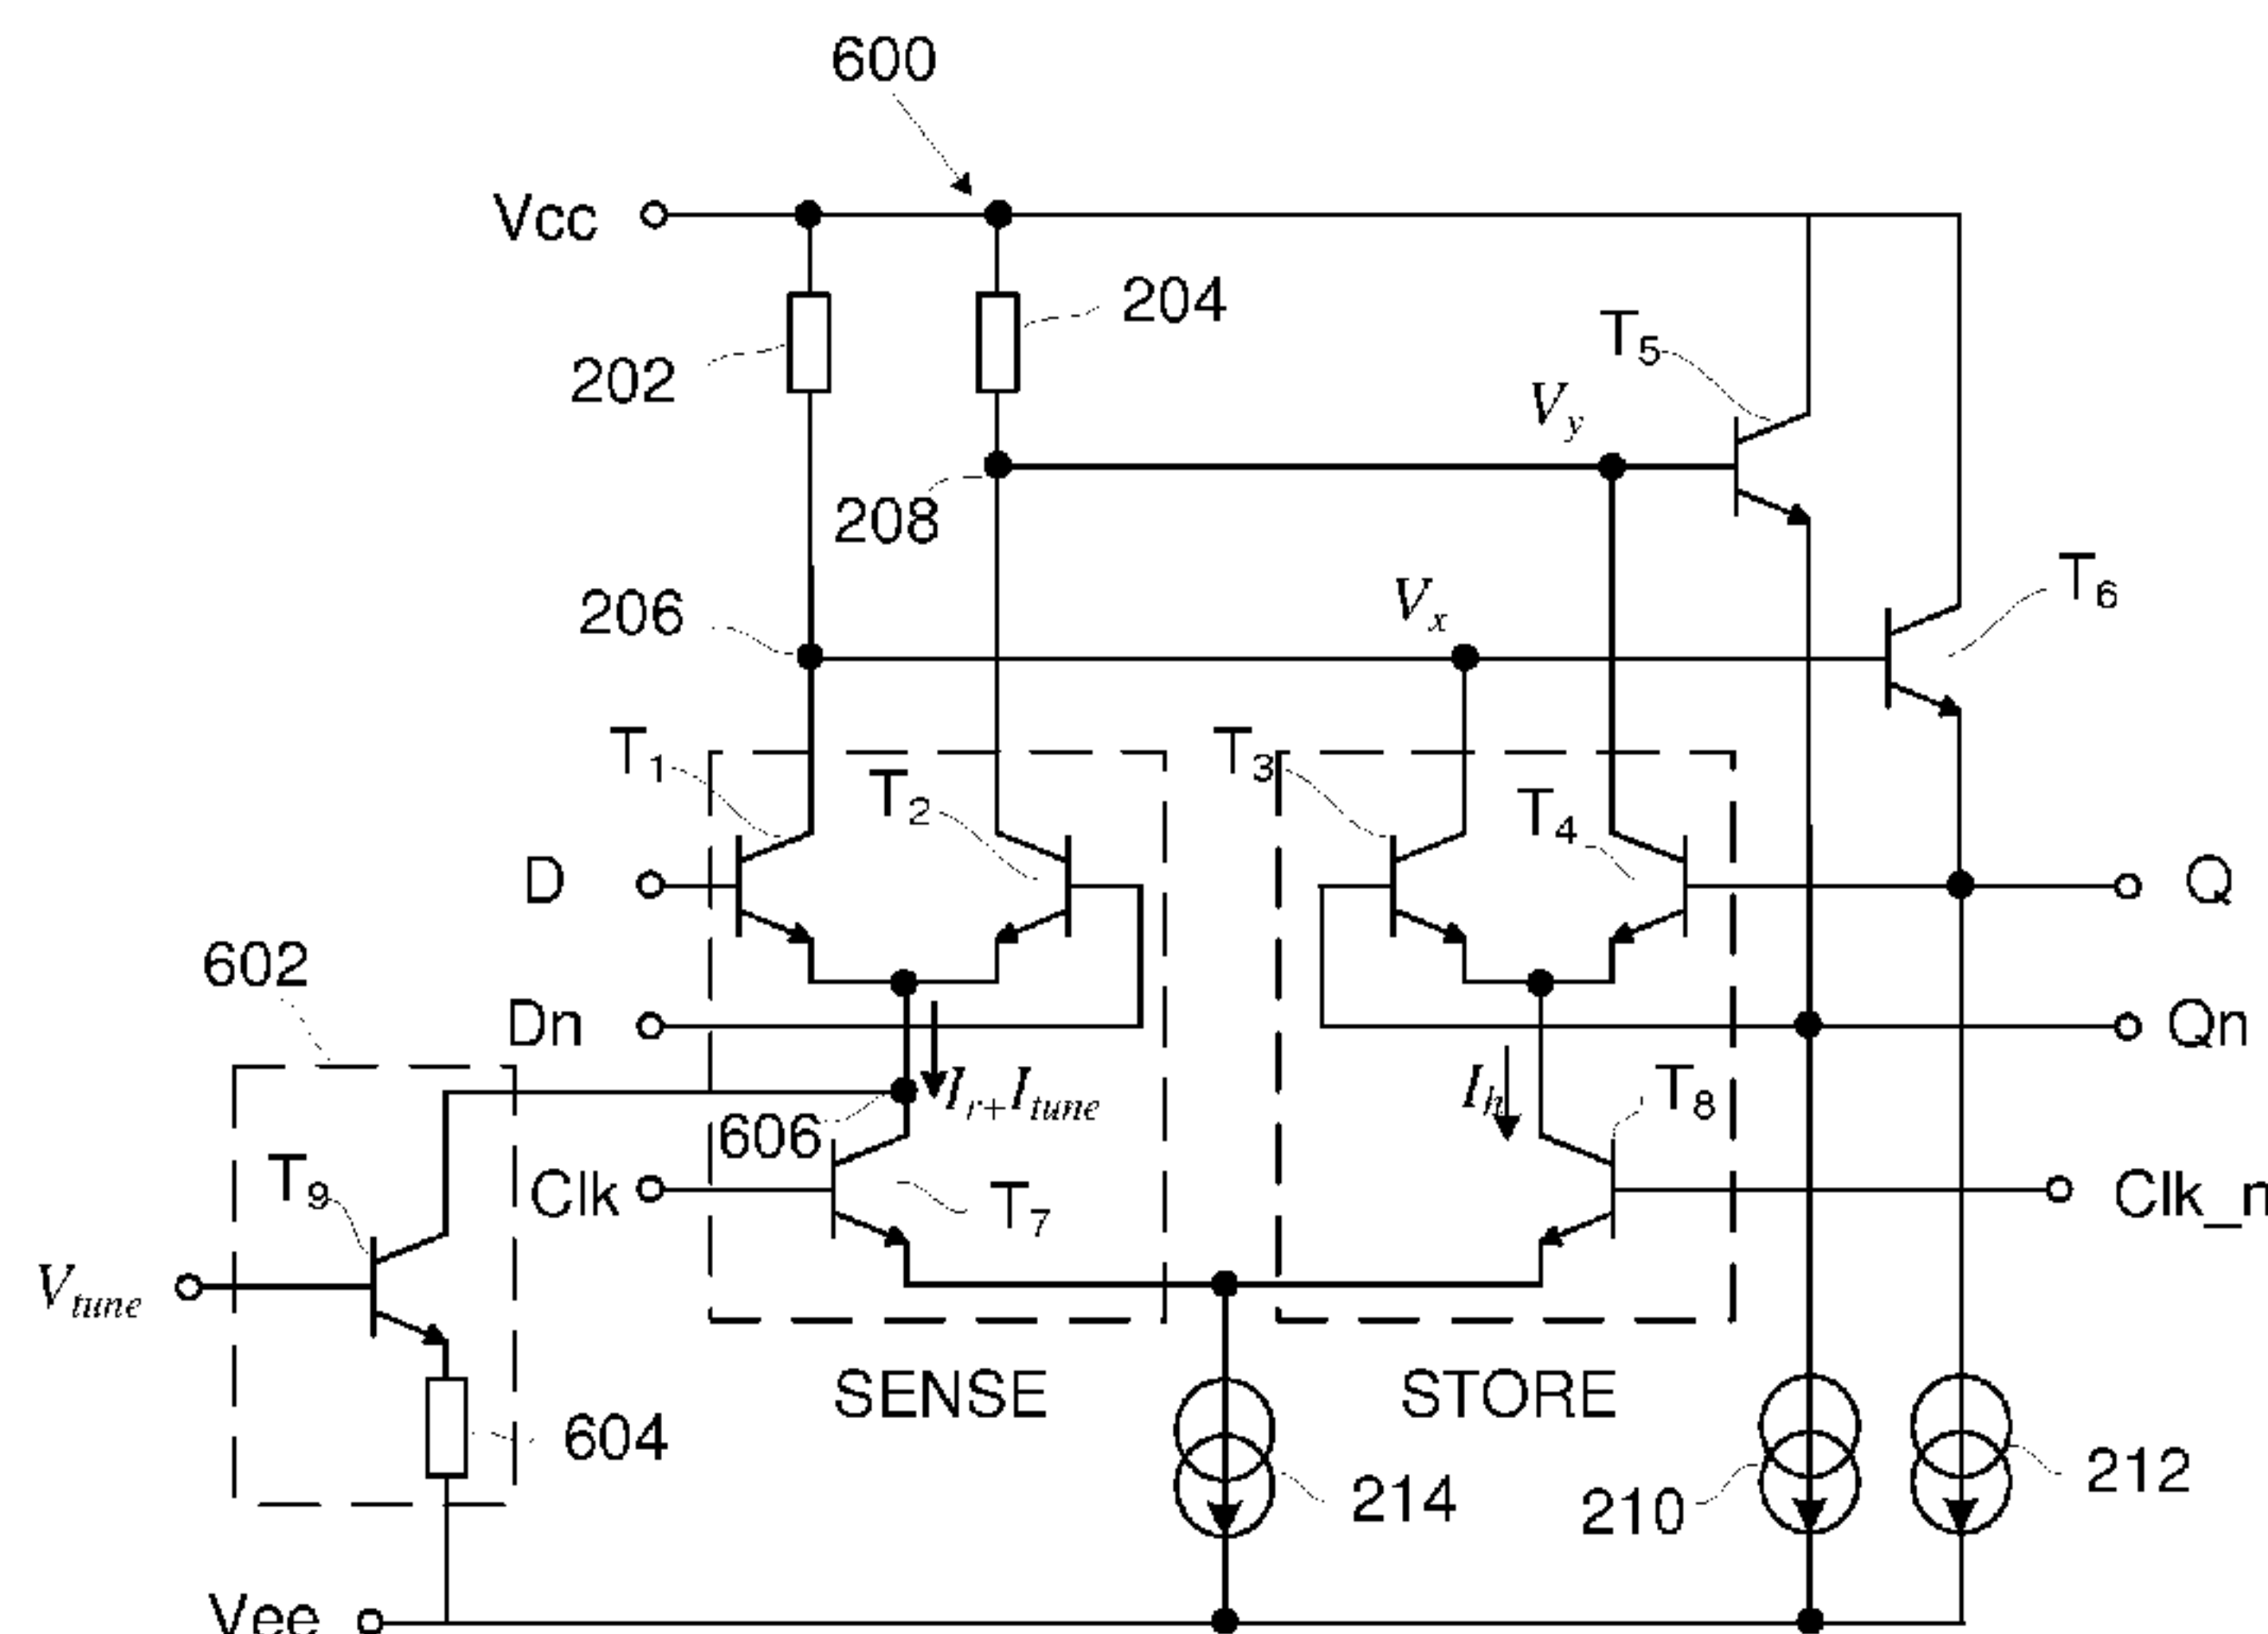 600
Vcc
204
202
T5
Vy
208
T6
206
Vx
T1
T2
T3
T4
D
Q
602
Dn
Qn
Ir+Itune
Ih
T8
606
T9
Clk
T7
Clk_n
Vtune
SENSE
STORE
604
214
210
212
Vee